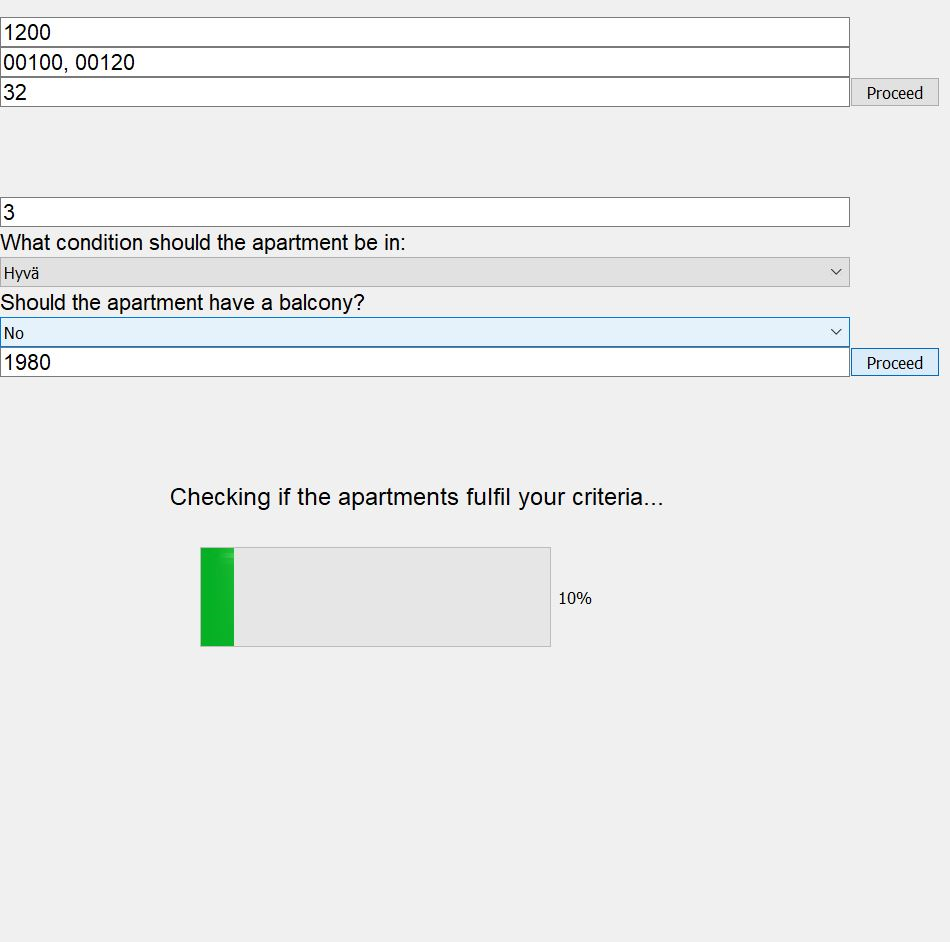 1200
00100, 00120
32
Proceed
3
What condition should the apartment be in:
Hyvä
Should the apartment have a balcony?
No
1980
Proceed
Checking if the apartments fulfil your criteria...
10%